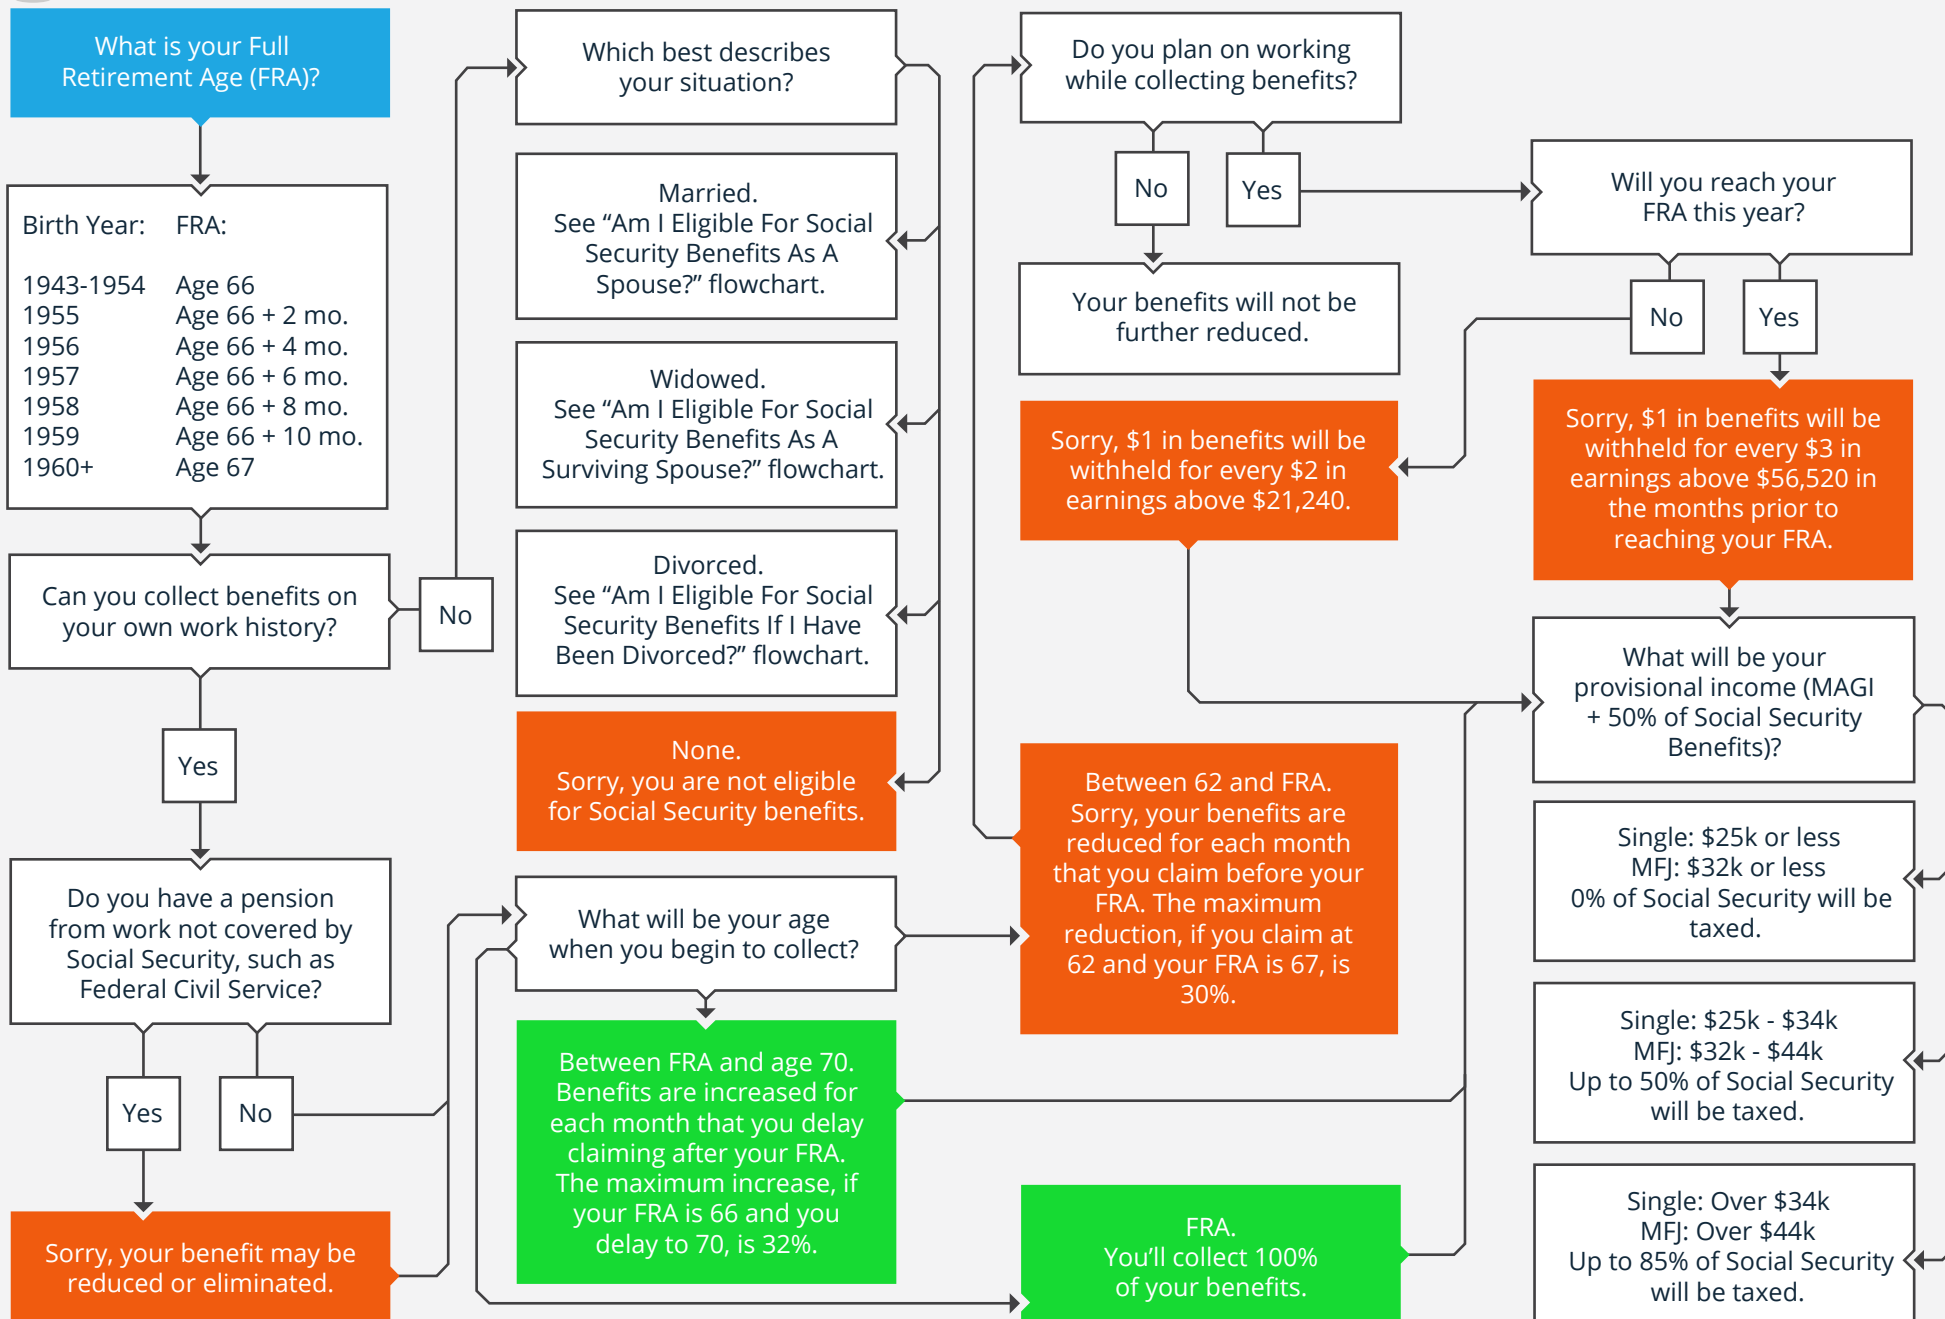 What is your Full
Retirement Age (FRA)?
Birth Year: FRA:
1943-1954 Age 66
1955 Age 66 + 2 mo.
1956 Age 66 + 4 mo.
1957 Age 66 + 6 mo.
1958 Age 66 + 8 mo.
1959 Age 66 + 10 mo.
1960+ Age 67
Can you collect benefits on
your own work history?
No
Yes
Do you have a pension
from work not covered by
Social Security, such as
Federal Civil Service?
Yes
No
Sorry, your benefit may be
reduced or eliminated.
Which best describes
your situation?
Married.
See “Am I Eligible For Social
Security Benefits As A
Spouse?” flowchart.
Widowed.
See “Am I Eligible For Social
Security Benefits As A
Surviving Spouse?” flowchart.
Divorced.
See “Am I Eligible For Social
Security Benefits If I Have
Been Divorced?” flowchart.
None.
Sorry, you are not eligible
for Social Security benefits.
What will be your age
when you begin to collect?
Between FRA and age 70.
Benefits are increased for
each month that you delay
claiming after your FRA.
The maximum increase, if
your FRA is 66 and you
delay to 70, is 32%.
Do you plan on working
while collecting benefits?
No
Yes
Your benefits will not be
further reduced.
Sorry, $1 in benefits will be
withheld for every $2 in
earnings above $21,240.
Between 62 and FRA.
Sorry, your benefits are
reduced for each month
that you claim before your
FRA. The maximum
reduction, if you claim at
62 and your FRA is 67, is
30%.
FRA.
You’ll collect 100%
of your benefits.
Will you reach your
FRA this year?
No
Yes
Sorry, $1 in benefits will be
withheld for every $3 in
earnings above $56,520 in
the months prior to
reaching your FRA.
What will be your
provisional income (MAGI
+ 50% of Social Security
Benefits)?
Single: $25k or less
MFJ: $32k or less
0% of Social Security will be
taxed.
Single: $25k - $34k
MFJ: $32k - $44k
Up to 50% of Social Security
will be taxed.
Single: Over $34k
MFJ: Over $44k
Up to 85% of Social Security
will be taxed.